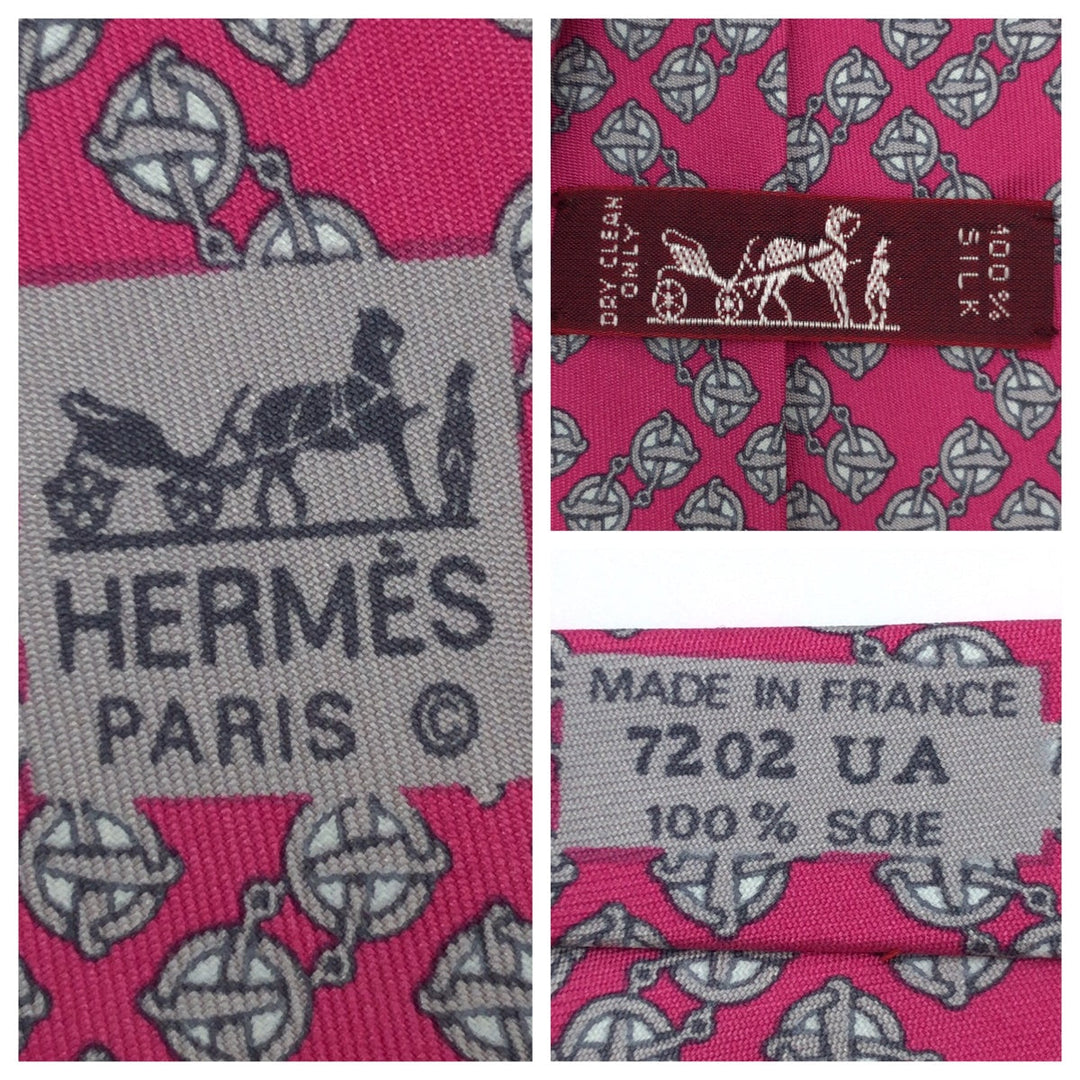 HERMÈS
PARIS ©
DRY CLEAN
ONLY
100%
SILK
MADE IN FRANCE
7202 UA
100% SOIE